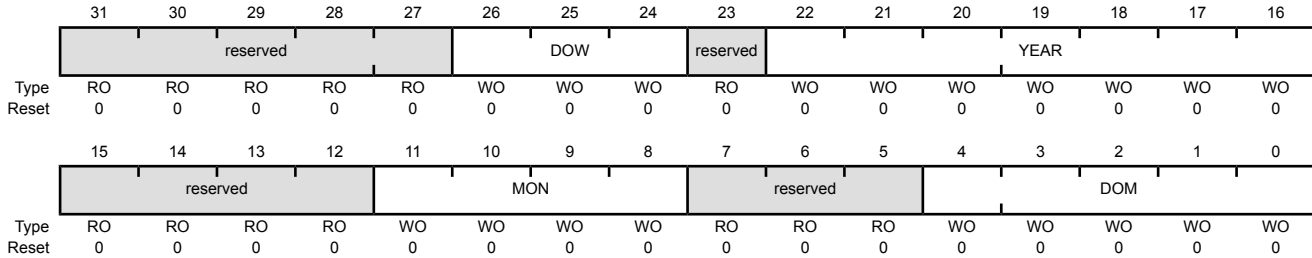 31 30 29 28 27 26 25 24 23 22 21 20 19 18 17 16
reserved DOW reserved YEAR
Type RO RO RO RO RO WO WO WO RO WO WO WO WO WO WO WO
Reset 0 0 0 0 0 0 0 0 0 0 0 0 0 0 0 0
15 14 13 12 11 10 9 8 7 6 5 4 3 2 1 0
reserved MON reserved DOM
Type RO RO RO RO WO WO WO WO RO RO RO WO WO WO WO WO
Reset 0 0 0 0 0 0 0 0 0 0 0 0 0 0 0 0